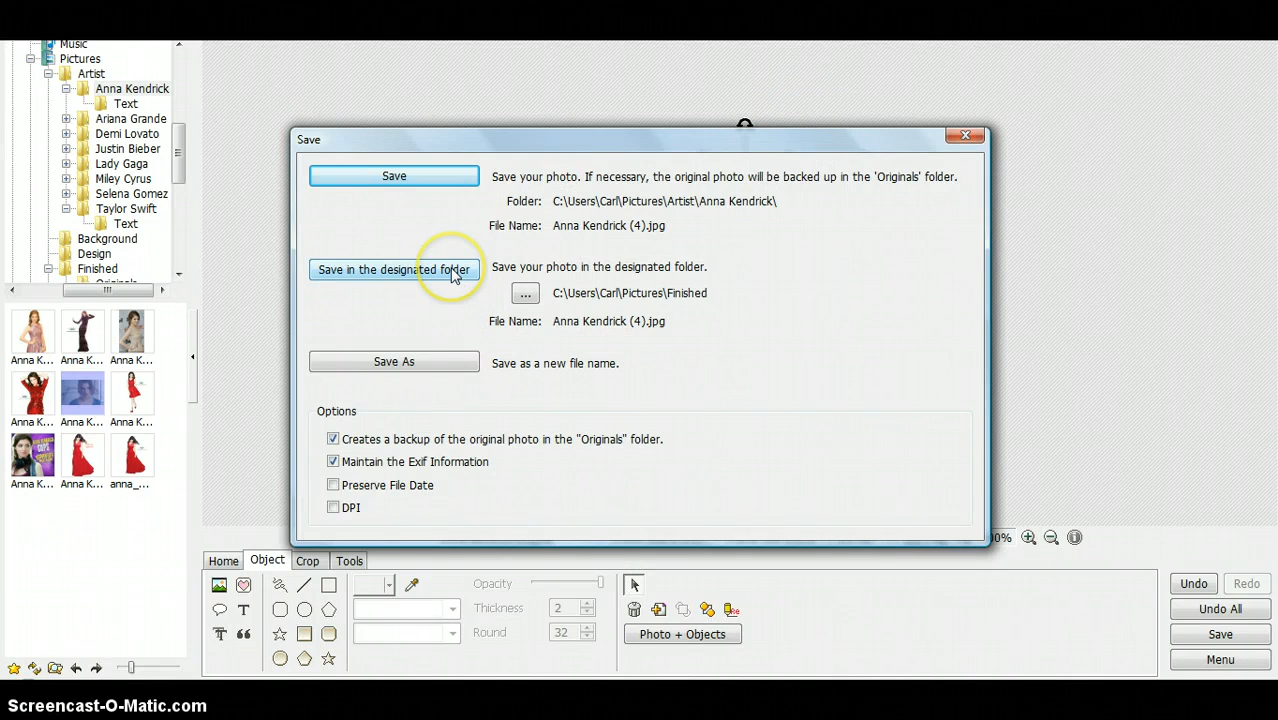 Music
Pictures
Artist
Anna Kendrick
Text
Ariana Grande
Demi Lovato
Justin Bieber
Lady Gaga
Miley Cyrus
Selena Gomez
Taylor Swift
Text
Background
Design
Finished
Anna K... Anna K... Anna K...
Anna K... Anna K... Anna K...
Anna K... Anna K... anna_...
Save
Save Save your photo. If necessary, the original photo will be backed up in the 'Originals' folder.
Folder: C:\Users\Carl\Pictures\Artist\Anna Kendrick\
File Name: Anna Kendrick (4).jpg
Save in the designated folder Save your photo in the designated folder.
... C:\Users\Carl\Pictures\Finished
File Name: Anna Kendrick (4).jpg
Save As Save as a new file name.
Options
Creates a backup of the original photo in the "Originals" folder.
Maintain the Exif Information
Preserve File Date
DPI
Home Object Crop Tools
Opacity
Thickness 2
Round 32
Photo + Objects
Undo Redo
Undo All
Save
Menu
Screencast-O-Matic.com